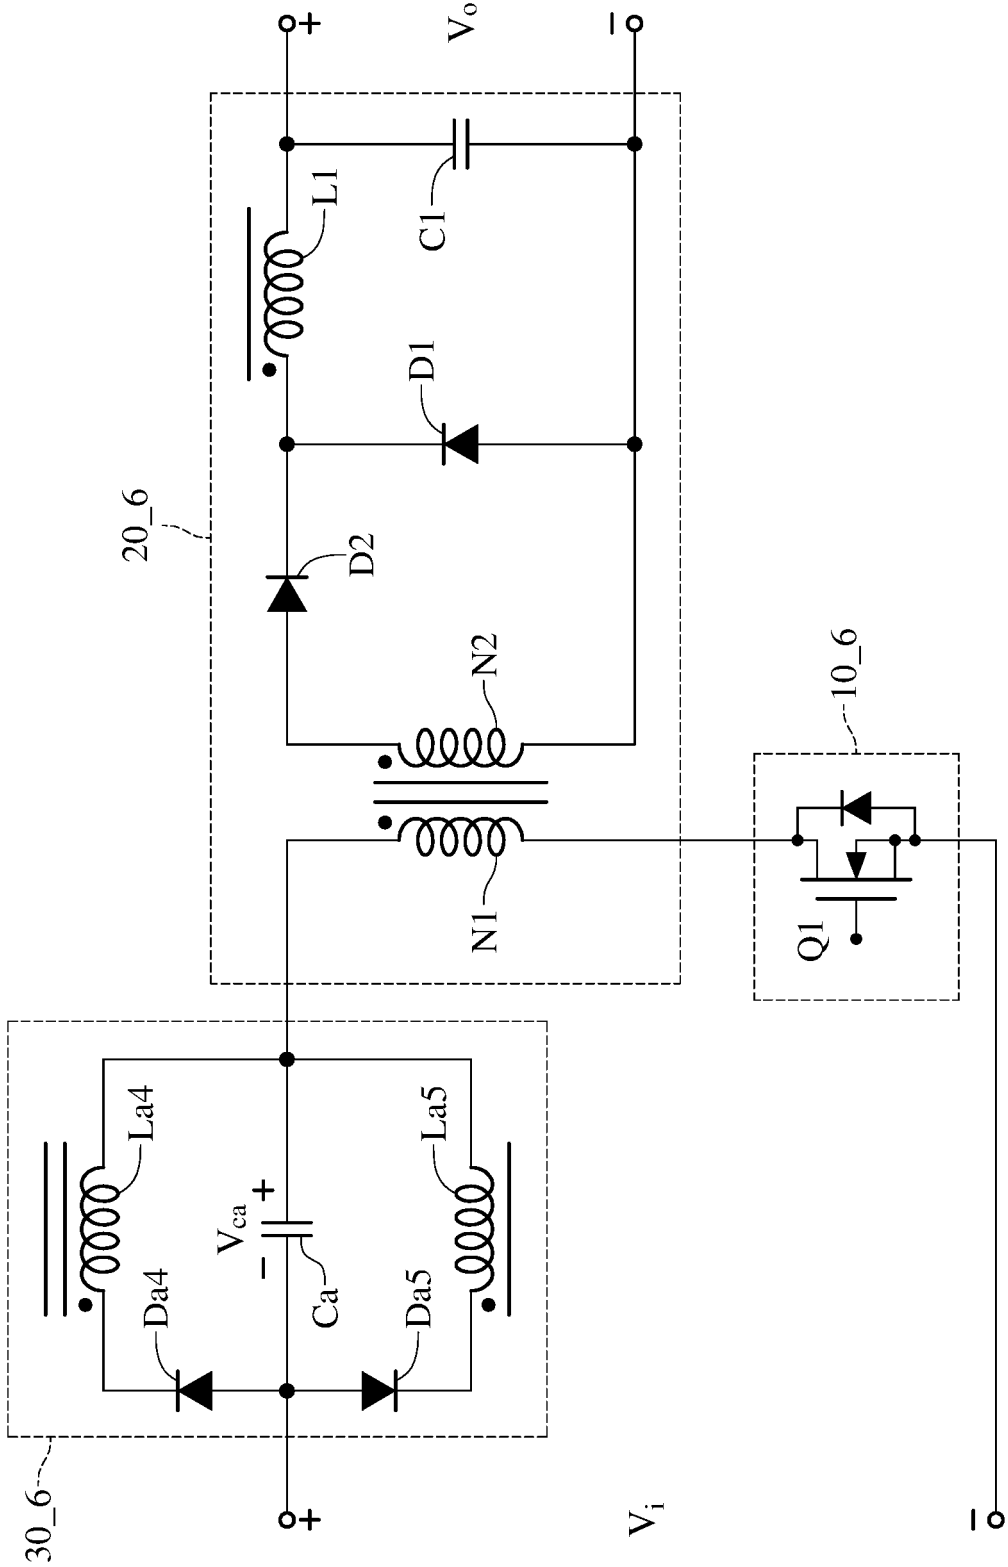 30_6
La4
Da4
Vca
− +
Ca
Da5
La5
20_6
L1
D2
D1
C1
N1
N2
10_6
Q1
+
Vi
−
+
Vo
−